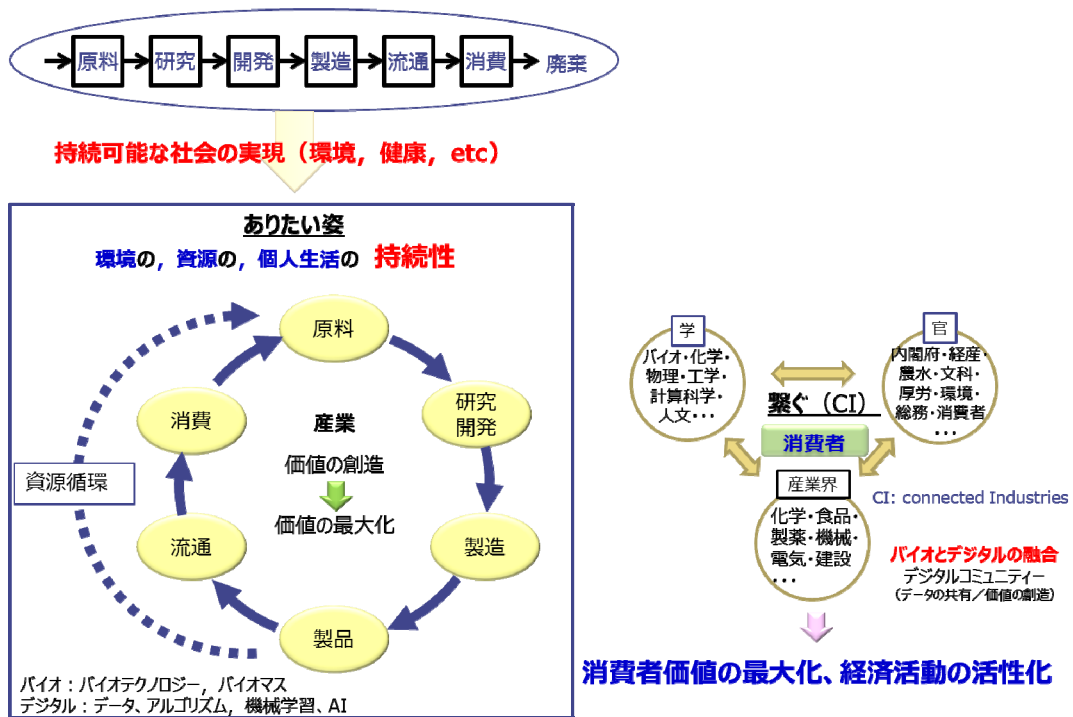 原料 研究 開発 製造 流通 消費 廃棄
持続可能な社会の実現（環境，健康，etc）
ありたい姿
環境の，資源の，個人生活の 持続性
原料
研究
開発
製造
製品
流通
消費
資源循環
産業
価値の創造
価値の最大化
バイオ：バイオテクノロジー，バイオマス
デジタル：データ、アルゴリズム，機械学習、AI
学
バイオ・化学・
物理・工学・
計算科学・
人文・・・
官
内閣府・経産・
農水・文科・
厚労・環境・
総務・消費者
・・・
繋ぐ（CI）
消費者
産業界
化学・食品・
製薬・機械・
電気・建設
・・・
CI: connected Industries
バイオとデジタルの融合
デジタルコミュニティー
（データの共有／価値の創造）
消費者価値の最大化、経済活動の活性化